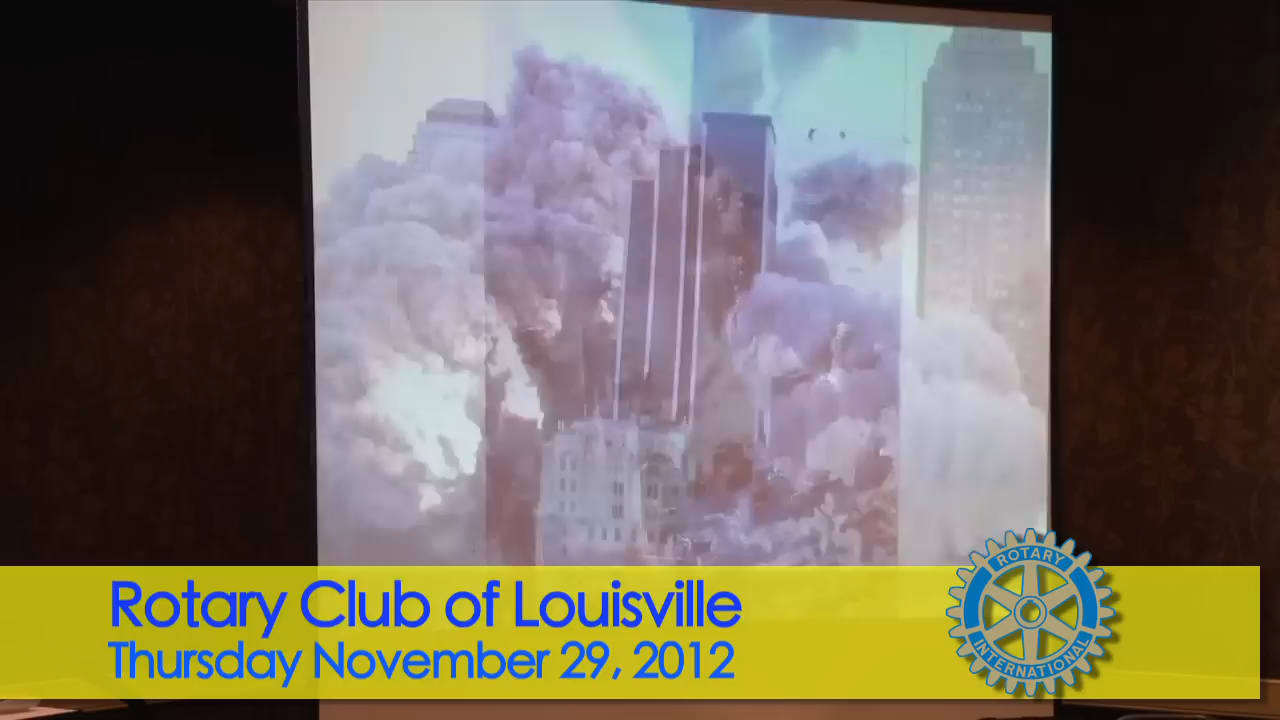 Rotary Club of Louisville
Thursday November 29, 2012
ROTARY
INTERNATIONAL